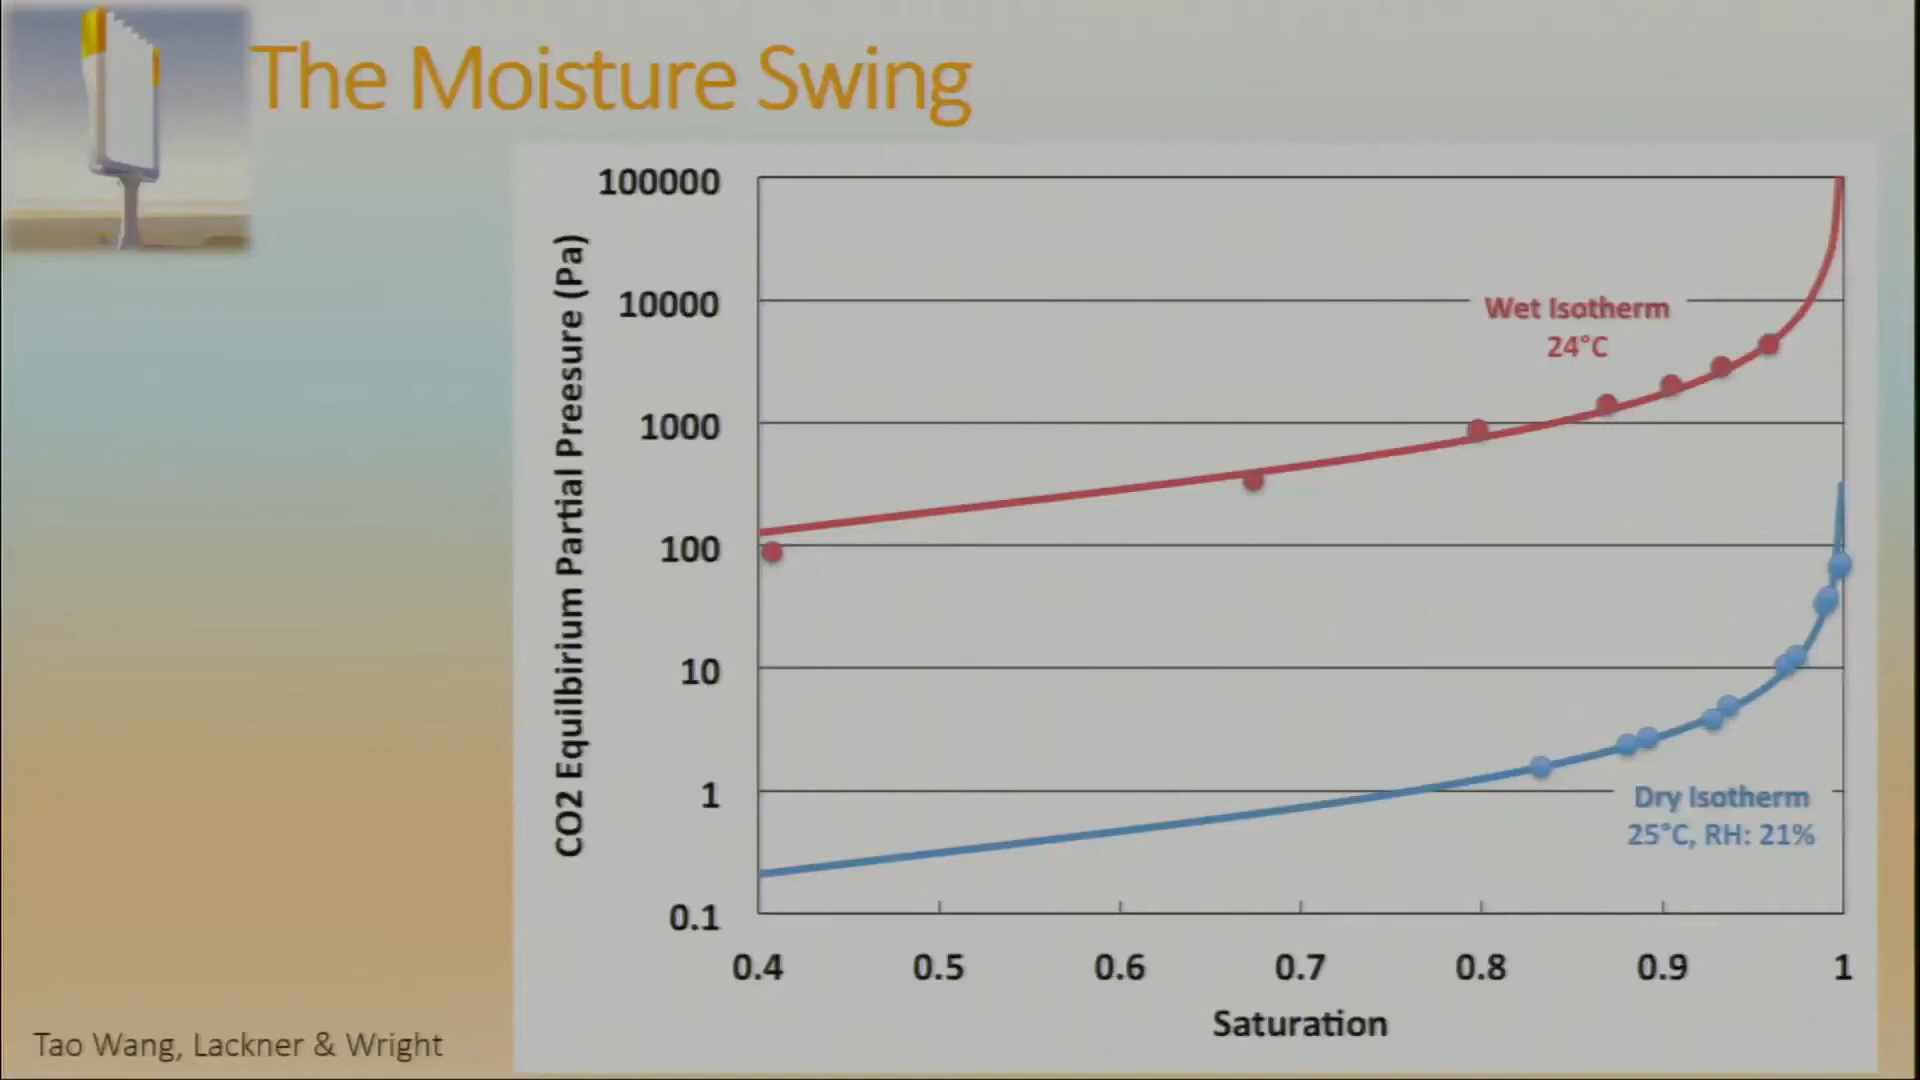 The Moisture Swing
100000
10000
1000
100
10
1
0.1
CO2 Equilbirium Partial Preesure (Pa)
Wet Isotherm
24°C
Dry Isotherm
25°C, RH: 21%
0.4 0.5 0.6 0.7 0.8 0.9 1
Saturation
Tao Wang, Lackner & Wright